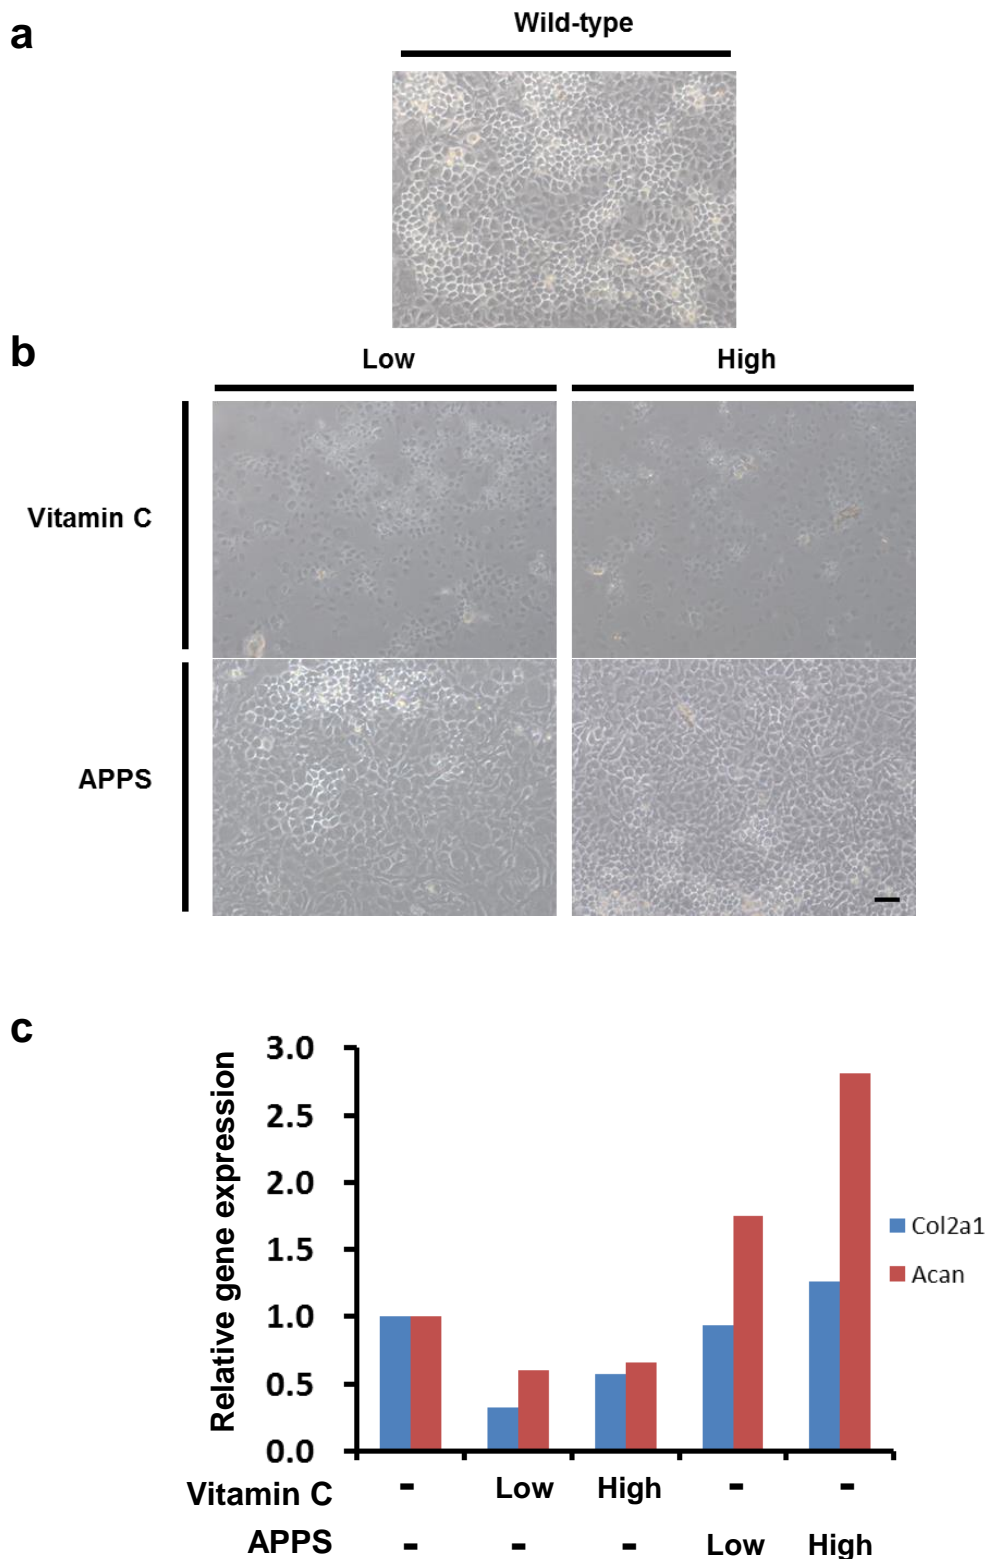 a
Wild-type
b
Low High
Vitamin C
APPS
c
Relative gene expression
3.0
2.5
2.0
1.5
1.0
0.5
0.0
Col2a1
Acan
Vitamin C - Low High - -
APPS - - - Low High